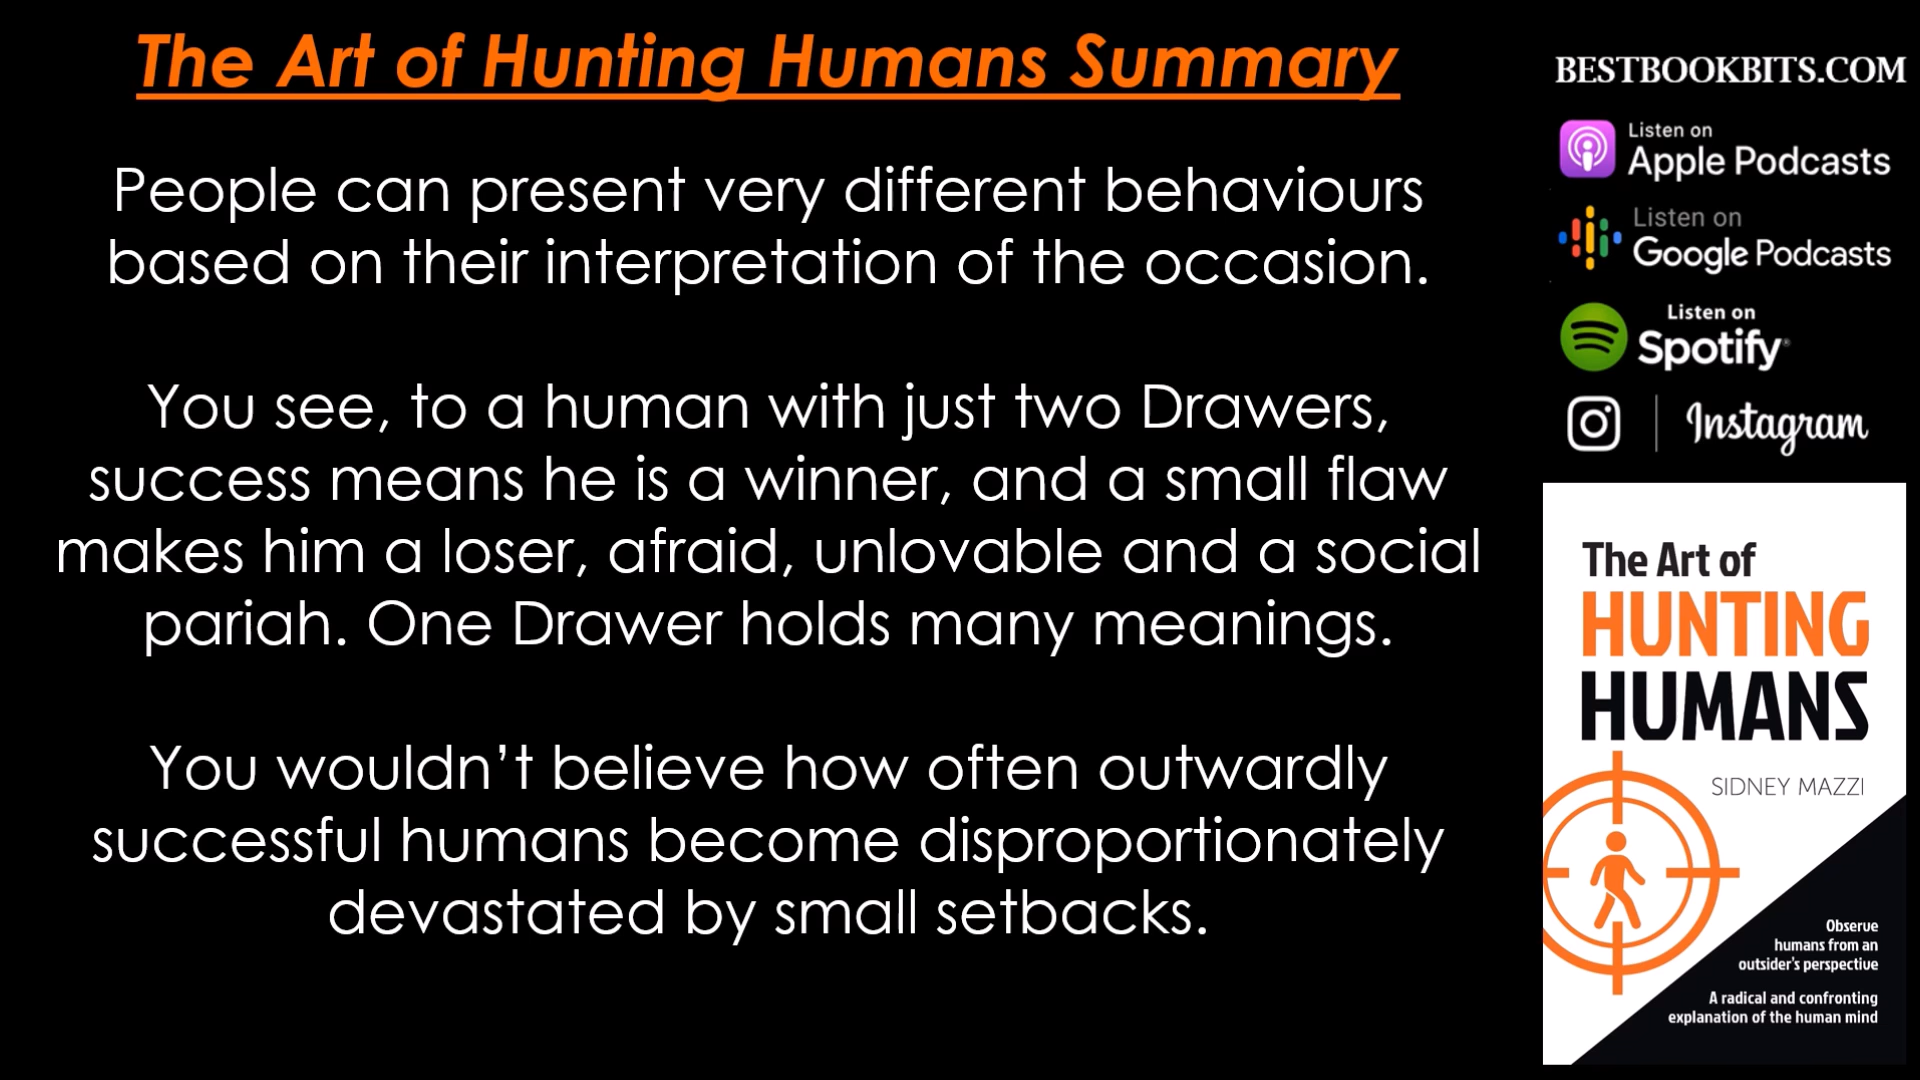 The Art of Hunting Humans Summary
People can present very different behaviours
based on their interpretation of the occasion.
You see, to a human with just two Drawers,
success means he is a winner, and a small flaw
makes him a loser, afraid, unlovable and a social
pariah. One Drawer holds many meanings.
You wouldn’t believe how often outwardly
successful humans become disproportionately
devastated by small setbacks.
BESTBOOKBITS.COM
Listen on
Apple Podcasts
Listen on
Google Podcasts
Listen on
Spotify
Instagram
The Art of
HUNTING
HUMANS
SIDNEY MAZZI
Observe
humans from an
outsider's perspective
A radical and confronting
explanation of the human mind